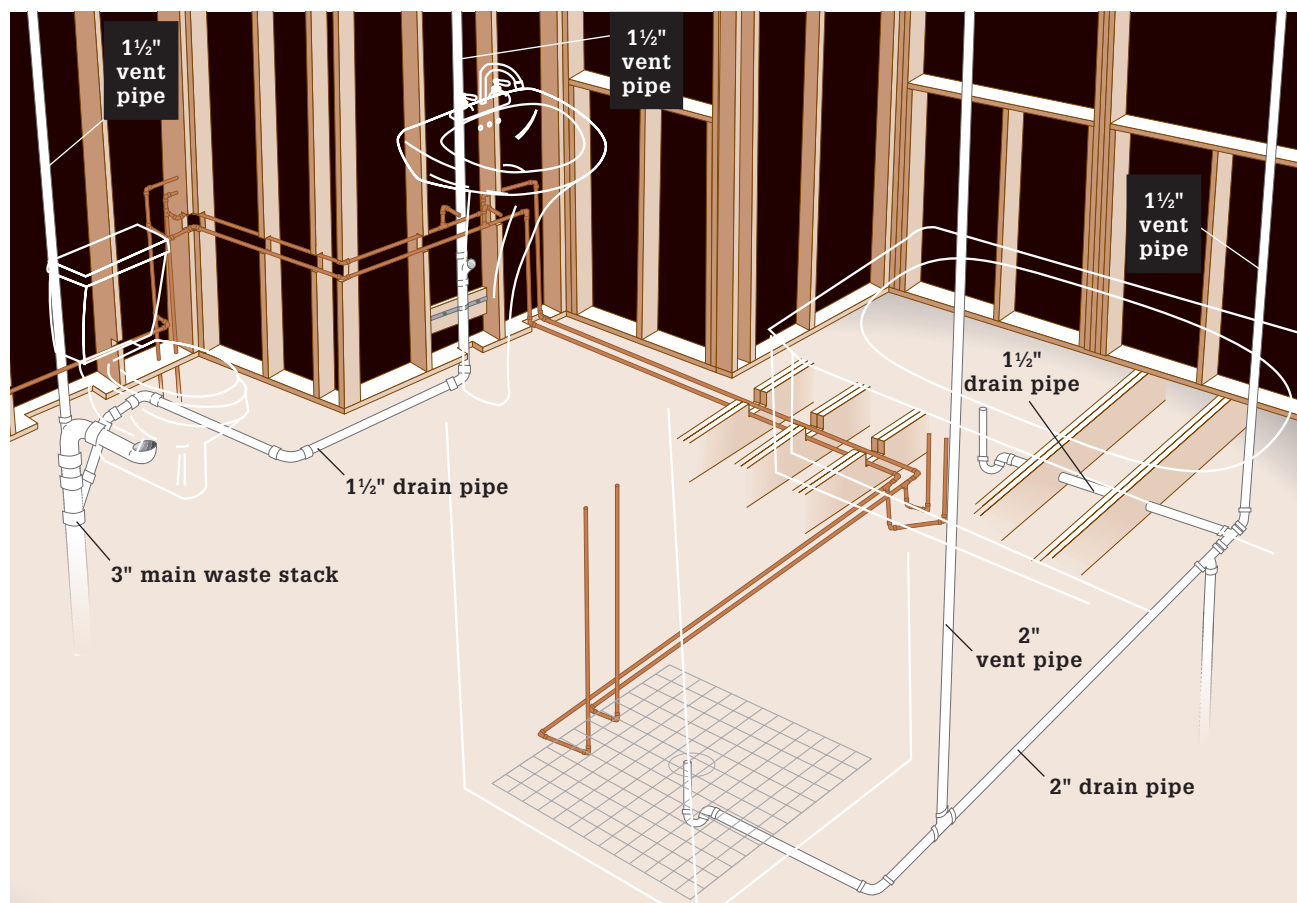 1½"
vent
pipe
1½"
vent
pipe
1½"
vent
pipe
1½"
drain pipe
1½" drain pipe
3" main waste stack
2"
vent pipe
2" drain pipe